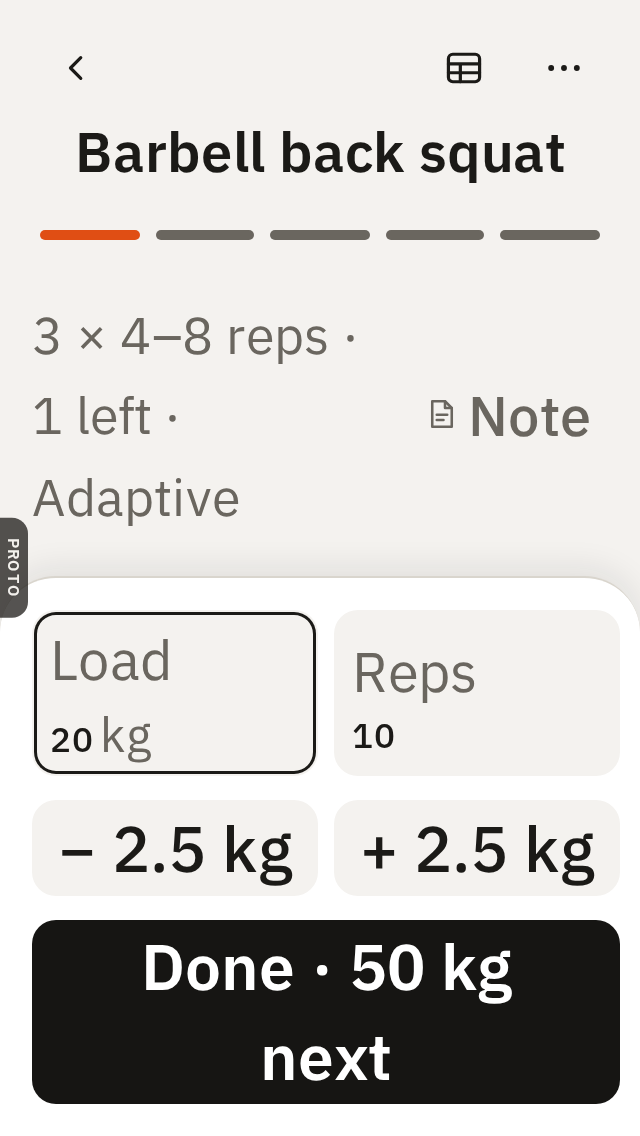 Barbell back squat
3 × 4–8 reps ·
1 left ·
Adaptive
Note
PROTO
Load
20 kg
Reps
10
− 2.5 kg
+ 2.5 kg
Done · 50 kg
next